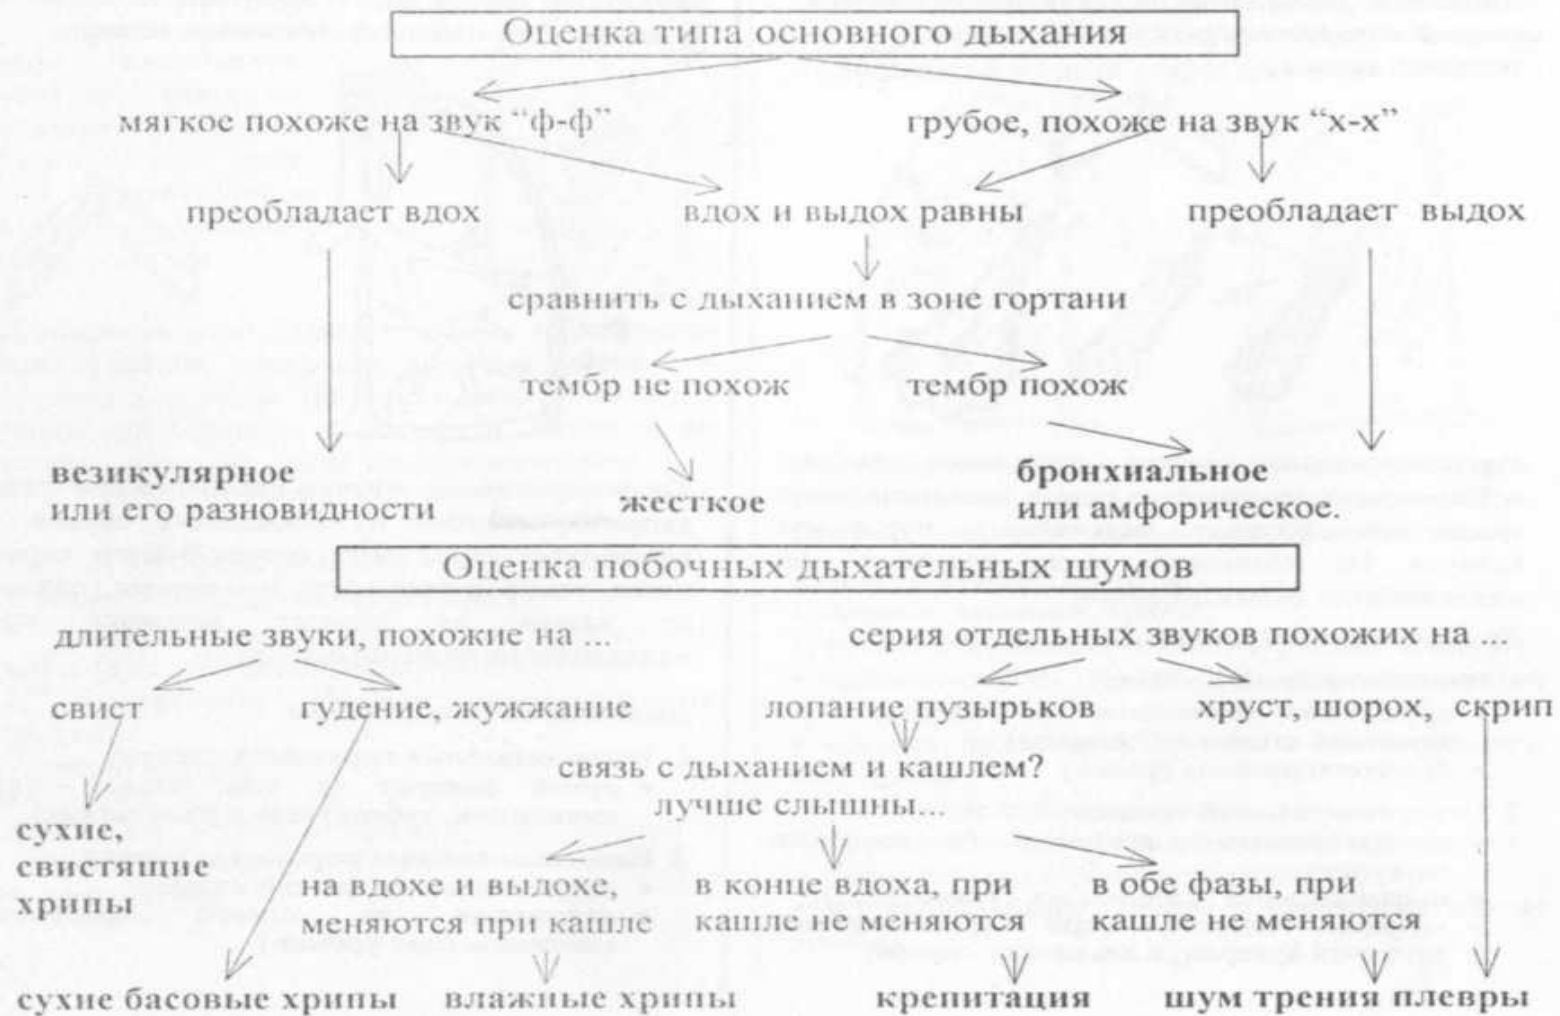 Оценка типа основного дыхания
мягкое похоже на звук “ф-ф”
грубое, похоже на звук “х-х”
преобладает вдох
вдох и выдох равны
преобладает выдох
сравнить с дыханием в зоне гортани
тембр не похож
тембр похож
везикулярное
или его разновидности
жесткое
бронхиальное
или амфорическое.
Оценка побочных дыхательных шумов
длительные звуки, похожие на ...
серия отдельных звуков похожих на ...
свист
гудение, жужжание
лопание пузырьков
хруст, шорох, скрип
связь с дыханием и кашлем?
лучше слышны...
сухие,
свистящие
хрипы
на вдохе и выдохе,
меняются при кашле
в конце вдоха, при
кашле не меняются
в обе фазы, при
кашле не меняются
сухие басовые хрипы
влажные хрипы
крепитация
шум трения плевры